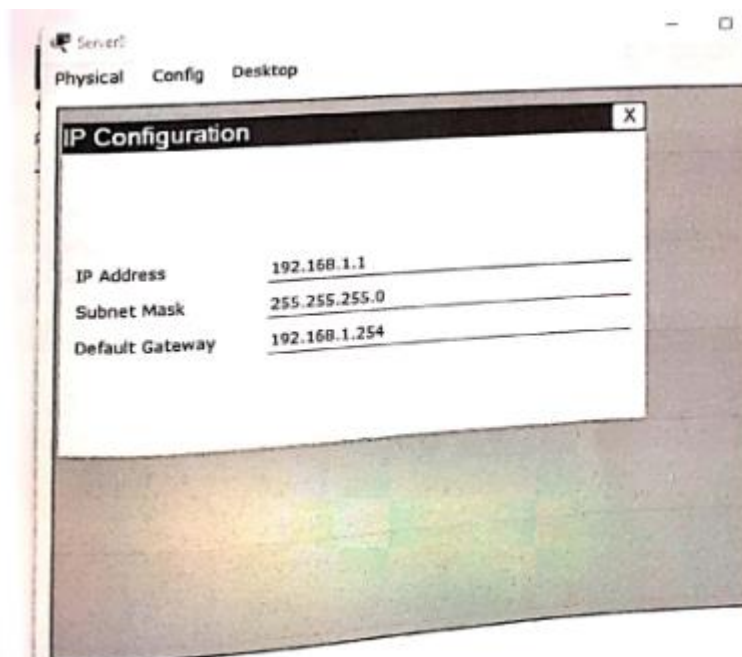 Server0
Physical Config Desktop
IP Configuration X
IP Address 192.168.1.1
Subnet Mask 255.255.255.0
Default Gateway 192.168.1.254